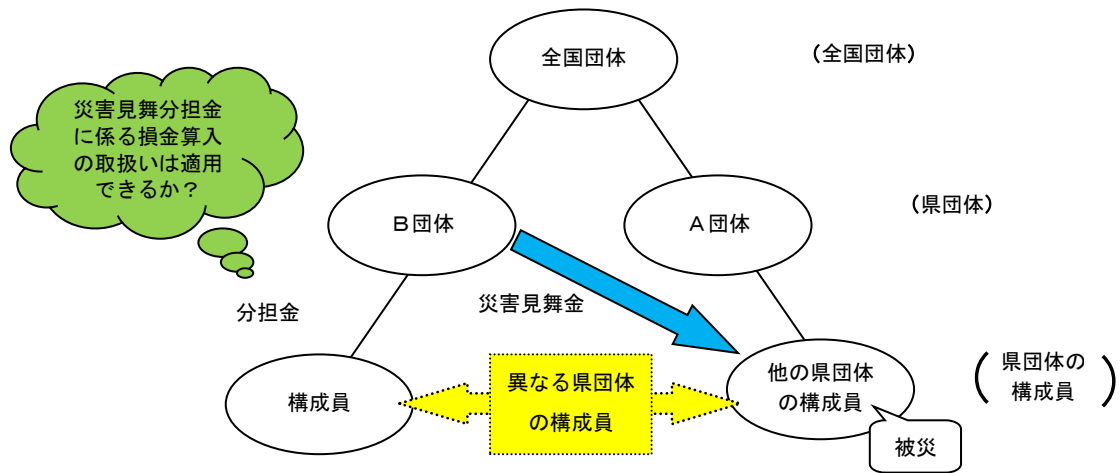 全国団体
(全国団体)
災害見舞分担金
に係る損金算入
の取扱いは適用
できるか？
B団体
A団体
(県団体)
分担金
災害見舞金
構成員
異なる県団体
の構成員
他の県団体
の構成員
(県団体の
構成員)
被災